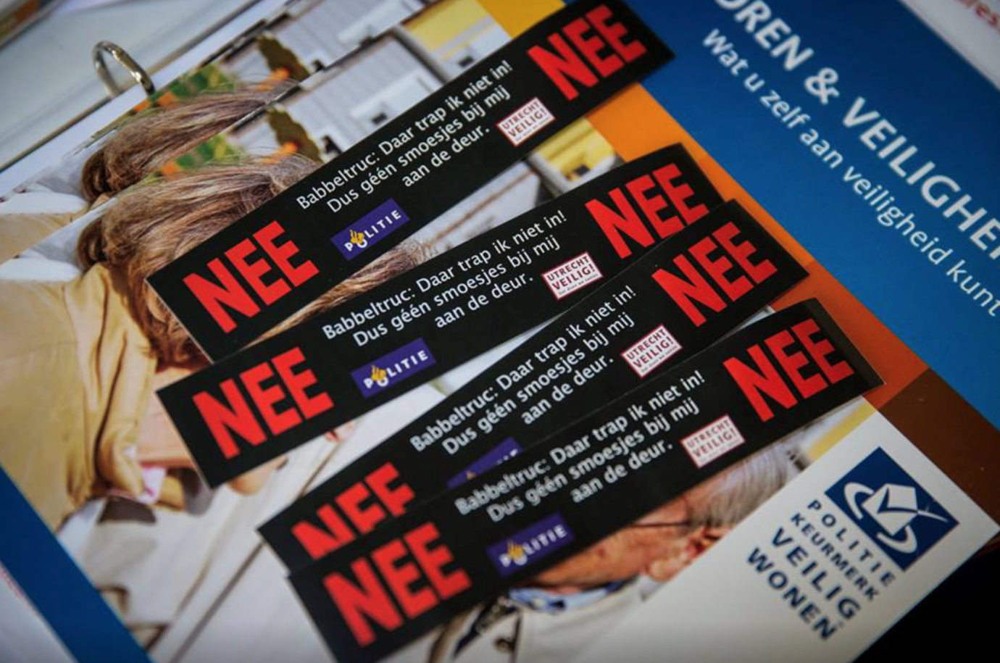 OREN & VEILIGHE
Wat u zelf aan veiligheid kunt
NEE
Babbeltruc: Daar trap ik niet in!
Dus géén smoesjes bij mij
aan de deur.
POLITIE
UTRECHT
VEILIG!
NEE
NEE
Babbeltruc: Daar trap ik niet in!
Dus géén smoesjes bij mij
aan de deur.
POLITIE
UTRECHT
VEILIG!
NEE
NEE
Babbeltruc: Daar trap ik niet in!
Dus géén smoesjes bij mij
aan de deur.
UTRECHT
VEILIG!
NEE
NEE
Babbeltruc: Daar trap ik niet in!
Dus géén smoesjes bij mij
aan de deur.
POLITIE
UTRECHT
VEILIG!
NEE
POLITIE
KEURMERK
VEILIG
WONEN